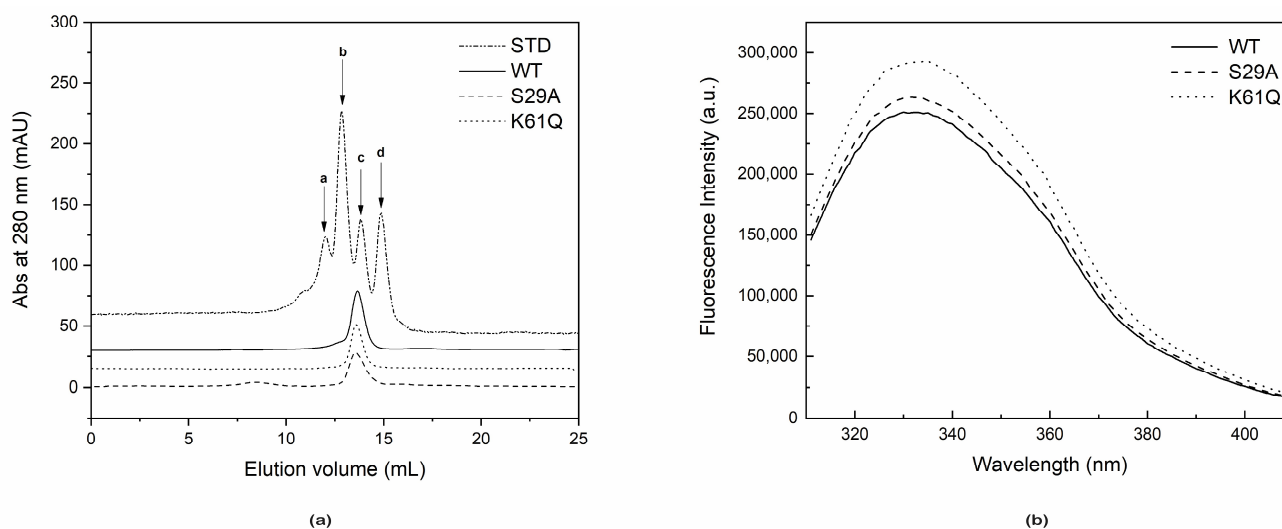 300
250
200
150
100
50
0
0
5
10
15
20
25
Abs at 280 nm (mAU)
Elution volume (mL)
a
b
c
d
STD
WT
S29A
K61Q
(a)
300,000
250,000
200,000
150,000
100,000
50,000
0
320
340
360
380
400
Fluorescence Intensity (a.u.)
Wavelength (nm)
WT
S29A
K61Q
(b)